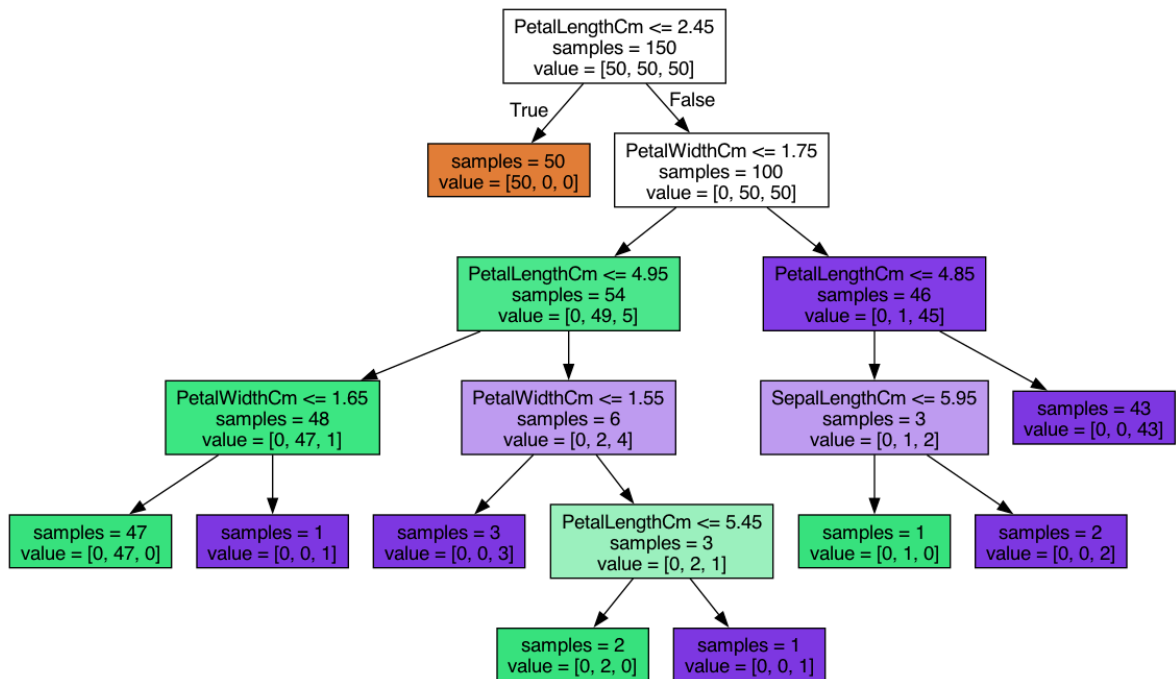 PetalLengthCm <= 2.45
samples = 150
value = [50, 50, 50]
True
False
samples = 50
value = [50, 0, 0]
PetalWidthCm <= 1.75
samples = 100
value = [0, 50, 50]
PetalLengthCm <= 4.95
samples = 54
value = [0, 49, 5]
PetalLengthCm <= 4.85
samples = 46
value = [0, 1, 45]
PetalWidthCm <= 1.65
samples = 48
value = [0, 47, 1]
PetalWidthCm <= 1.55
samples = 6
value = [0, 2, 4]
SepalLengthCm <= 5.95
samples = 3
value = [0, 1, 2]
samples = 43
value = [0, 0, 43]
samples = 47
value = [0, 47, 0]
samples = 1
value = [0, 0, 1]
samples = 3
value = [0, 0, 3]
PetalLengthCm <= 5.45
samples = 3
value = [0, 2, 1]
samples = 1
value = [0, 1, 0]
samples = 2
value = [0, 0, 2]
samples = 2
value = [0, 2, 0]
samples = 1
value = [0, 0, 1]